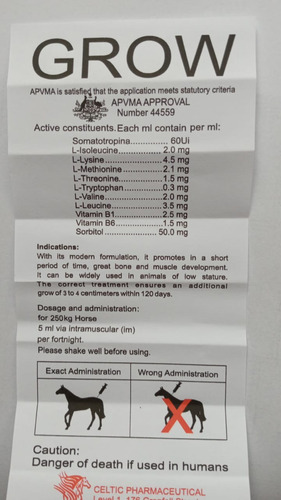 GROW
APVMA is satisfied that the application meets statutory criteria
APVMA APPROVAL
Number 44559
Active constituents. Each ml contain per ml:
Somatotropina.............. 60Ui
L-Isoleucine.............. 2.0 mg
L-Lysine.............. 4.5 mg
L-Methionine.............. 2.1 mg
L-Threonine.............. 1.5 mg
L-Tryptophan..............0.3 mg
L-Valine.............. 2.0 mg
L-Leucine.............. 3.5 mg
Vitamin B1..............2.5 mg
Vitamin B6..............1.5 mg
Sorbitol.............. 50.0 mg
Indications:
With its modern formulation, it promotes in a short
period of time, great bone and muscle development.
It can be widely used in animals of low stature.
The correct treatment ensures an additional
grow of 3 to 4 centimeters within 120 days.
Dosage and administration:
for 250kg Horse
5 ml via intramuscular (im)
per fortnight.
Please shake well before using.
Exact Administration
Wrong Administration
Caution:
Danger of death if used in humans
CELTIC PHARMACEUTICAL
Level 1, 176